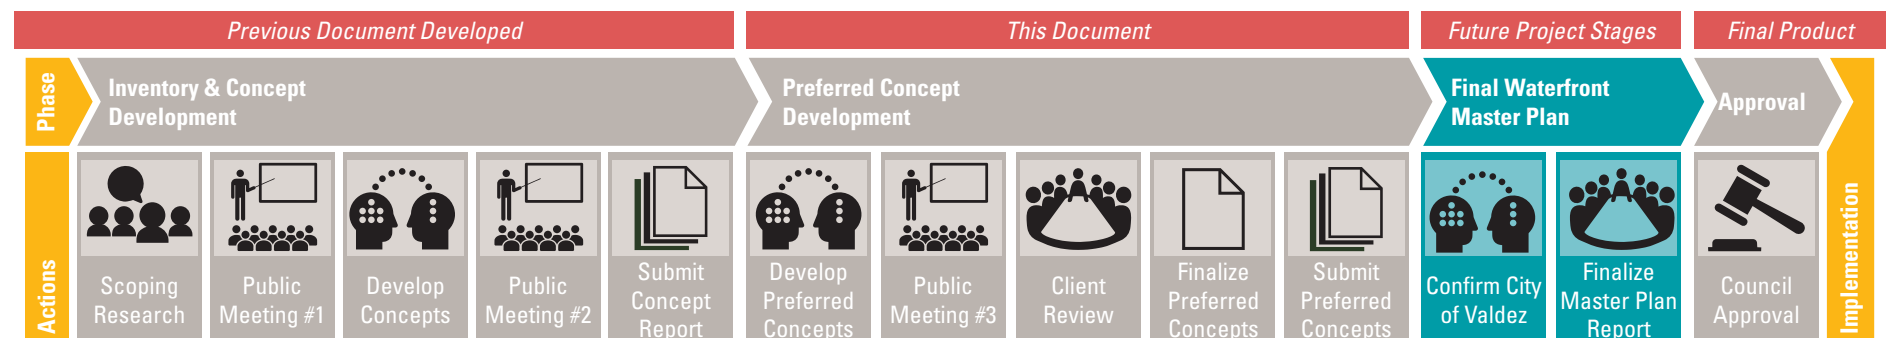 Previous Document Developed
This Document
Future Project Stages
Final Product
Phase
Inventory & Concept
Development
Preferred Concept
Development
Final Waterfront
Master Plan
Approval
Actions
Scoping
Research
Public
Meeting #1
Develop
Concepts
Public
Meeting #2
Submit
Concept
Report
Develop
Preferred
Concepts
Public
Meeting #3
Client
Review
Finalize
Preferred
Concepts
Submit
Preferred
Concepts
Confirm City
of Valdez
Finalize
Master Plan
Report
Council
Approval
Implementation